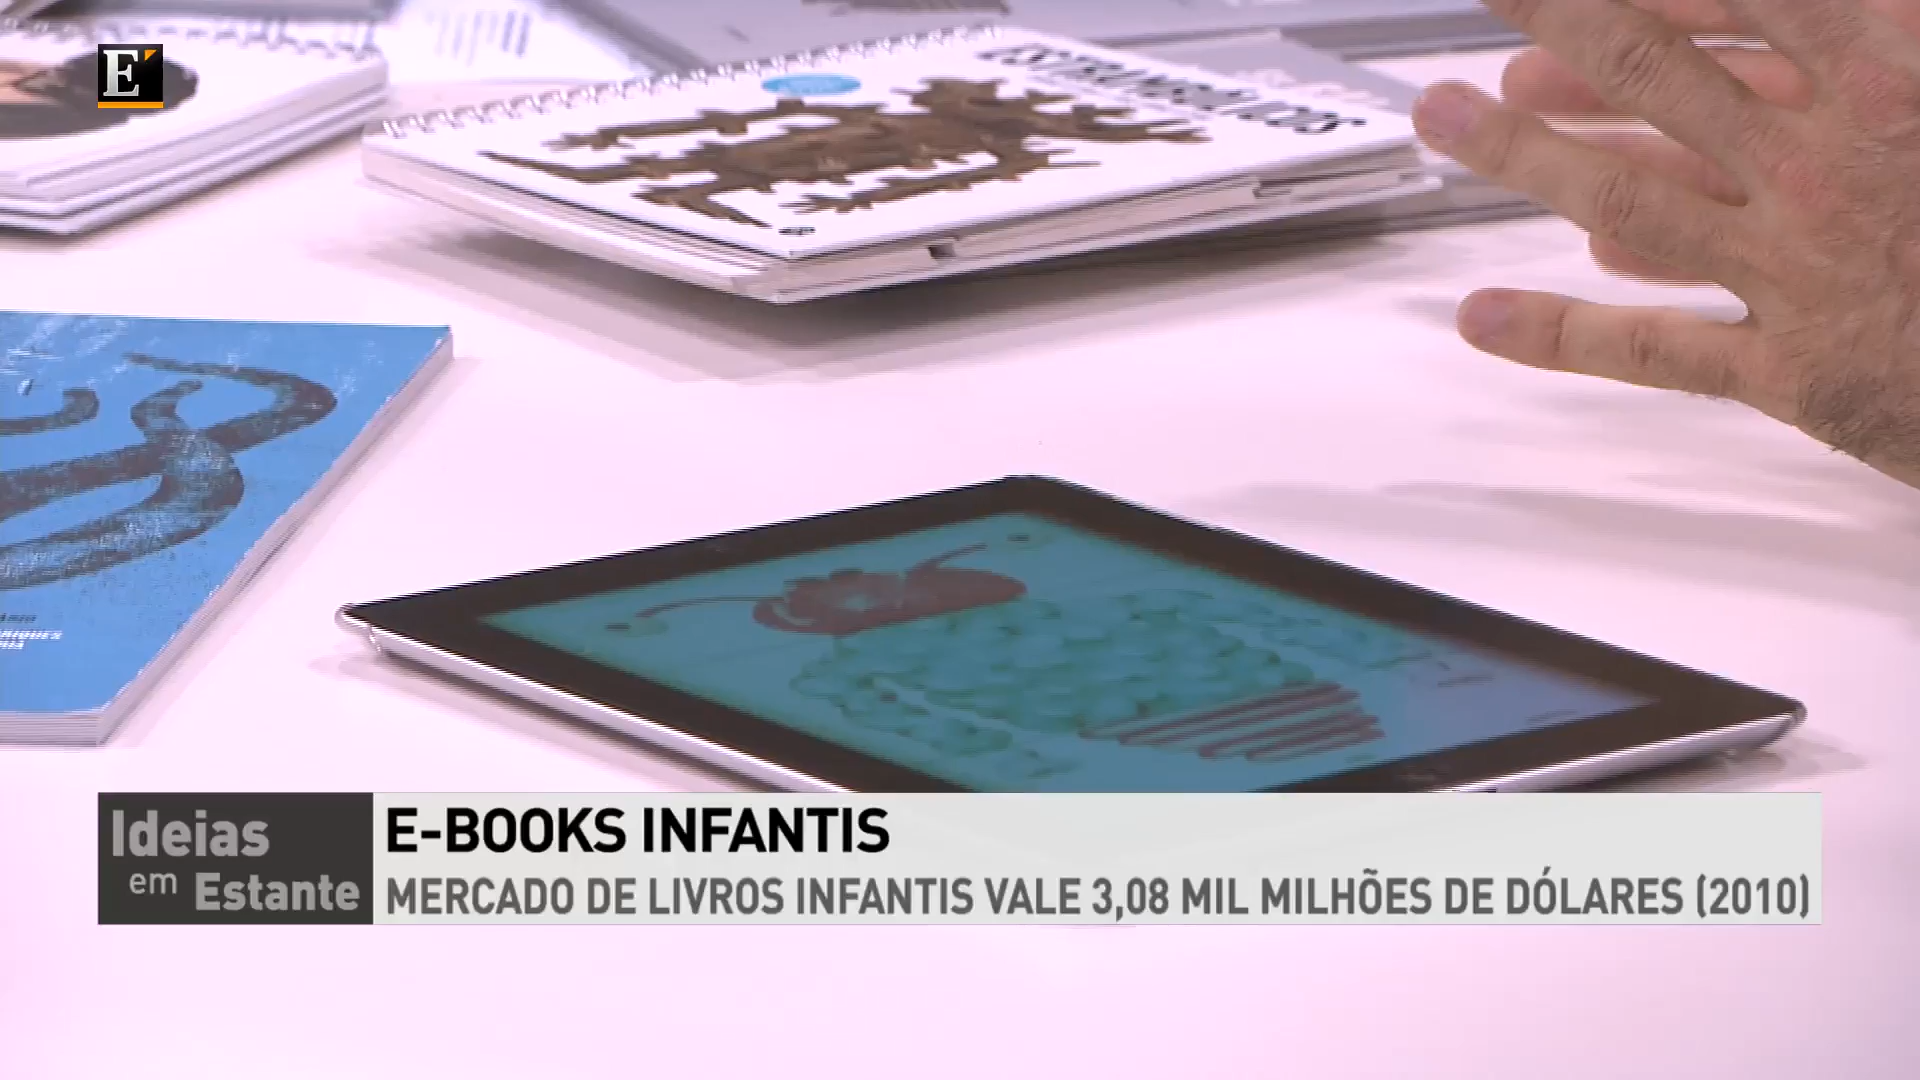 E
Ideias
em Estante
E-BOOKS INFANTIS
MERCADO DE LIVROS INFANTIS VALE 3,08 MIL MILHÕES DE DÓLARES (2010)